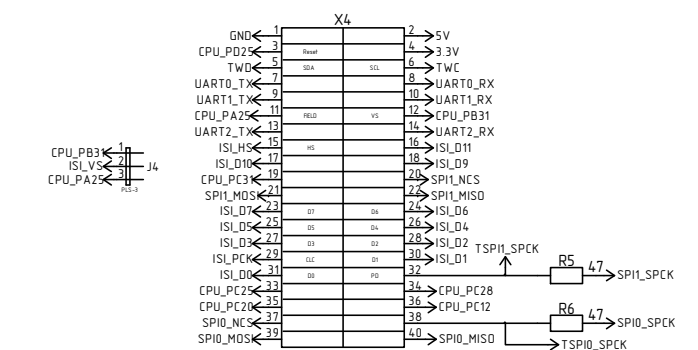 X4
GND 1 2 5V
CPU_PD25 3 Reset 4 3.3V
TWD 5 SDA SCL 6 TWC
UART0_TX 7 8 UART0_RX
UART1_TX 9 10 UART1_RX
CPU_PA25 11 FIELD VS 12 CPU_PB31
UART2_TX 13 14 UART2_RX
ISI_HS 15 HS 16 ISI_D11
ISI_D10 17 18 ISI_D9
CPU_PC31 19 20 SPI1_NCS
SPI1_MOSI 21 22 SPI1_MISO
ISI_D7 23 D7 D6 24 ISI_D6
ISI_D5 25 D5 D4 26 ISI_D4
ISI_D3 27 D3 D2 28 ISI_D2
ISI_PCK 29 CLC D1 30 ISI_D1
ISI_D0 31 D0 PD 32
CPU_PC25 33 34 CPU_PC28
CPU_PC20 35 36 CPU_PC12
SPI0_NCS 37 38
SPI0_MOSI 39 40 SPI0_MISO
CPU_PB31 1
ISI_VS 2 J4
CPU_PA25 3
PLS-3
TSPI1_SPCK
R5 47 SPI1_SPCK
R6 47 SPI0_SPCK
TSPI0_SPCK